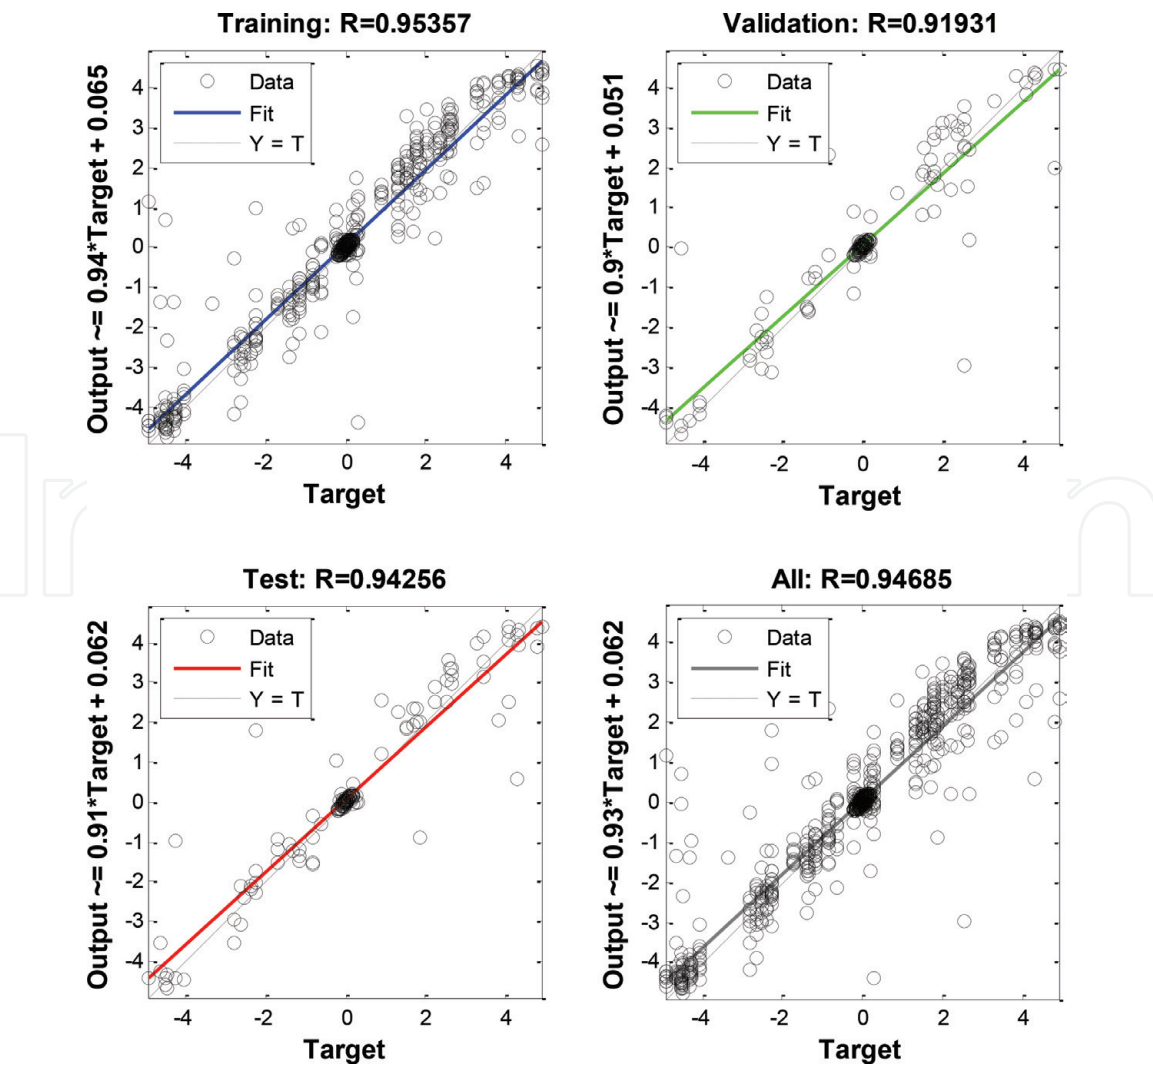 Training: R=0.95357
Output ~= 0.94*Target + 0.065
Data
Fit
Y = T
4
3
2
1
0
-1
-2
-3
-4
-4 -2 0 2 4
Target
Validation: R=0.91931
Output ~= 0.9*Target + 0.051
Data
Fit
Y = T
4
3
2
1
0
-1
-2
-3
-4
-4 -2 0 2 4
Target
Test: R=0.94256
Output ~= 0.91*Target + 0.062
Data
Fit
Y = T
4
3
2
1
0
-1
-2
-3
-4
-4 -2 0 2 4
Target
All: R=0.94685
Output ~= 0.93*Target + 0.062
Data
Fit
Y = T
4
3
2
1
0
-1
-2
-3
-4
-4 -2 0 2 4
Target